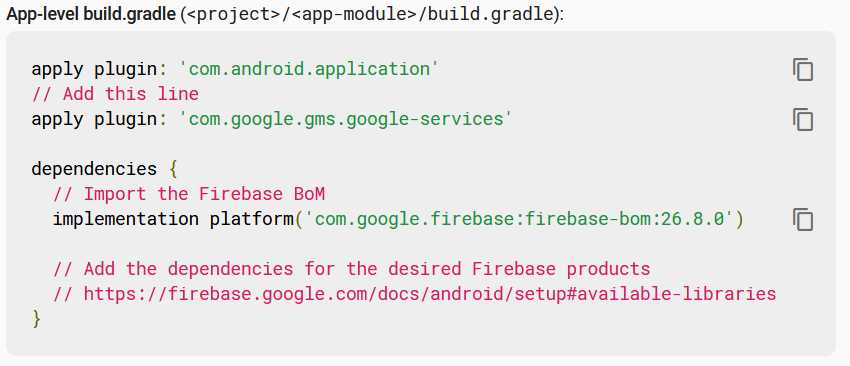 App-level build.gradle (<project>/<app-module>/build.gradle):
apply plugin: 'com.android.application'
// Add this line
apply plugin: 'com.google.gms.google-services'
dependencies {
// Import the Firebase BoM
implementation platform('com.google.firebase:firebase-bom:26.8.0')
// Add the dependencies for the desired Firebase products
// https://firebase.google.com/docs/android/setup#available-libraries
}